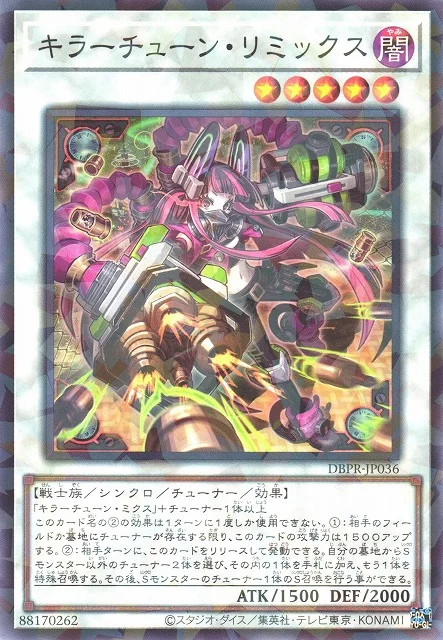 キラーチューン・リミックス
闇
やみ
DBPR-JP036
【戦士族/シンクロ/チューナー/効果】
「キラーチューン・ミクス」+チューナー1体以上
このカード名の②の効果は1ターンに1度しか使用できない。①:相手のフィー
ルドか墓地にチューナーが存在する限り、このカードの攻撃力は1500アップ
する。②:相手ターンに、このカードをリリースして発動できる。自分の墓地からS
モンスター以外のチューナー2体を選び、その内の1体を手札に加え、もう1体を
特殊召喚する。その後、Sモンスターのチューナー1体のS召喚を行う事ができる。
ATK/1500 DEF/2000
88170262
©スタジオ・ダイス/集英社・テレビ東京・KONAMI